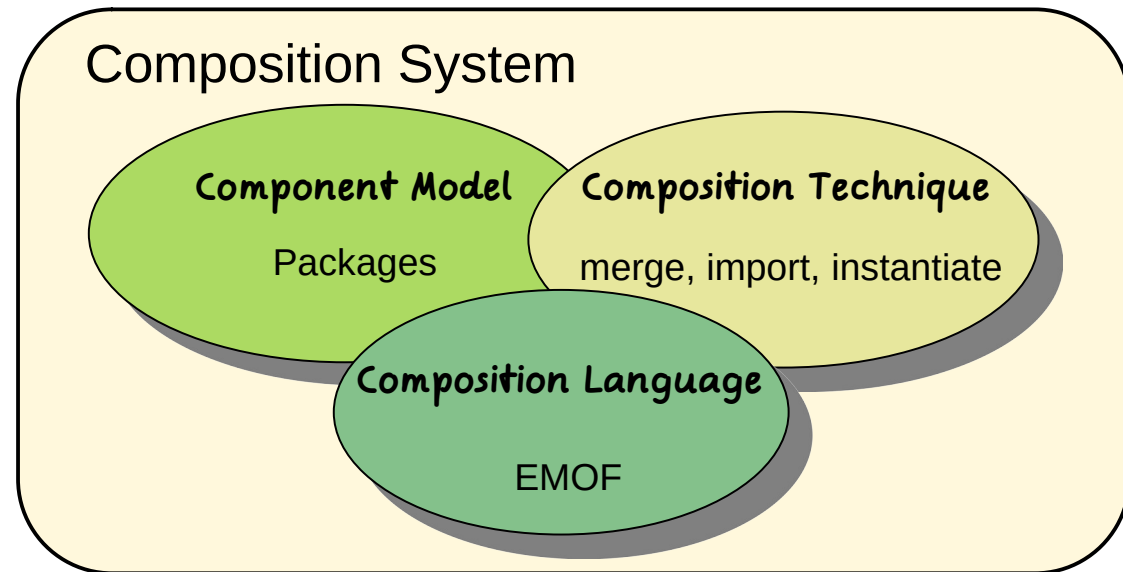 Composition System
Component Model
Composition Technique
Packages
merge, import, instantiate
Composition Language
EMOF